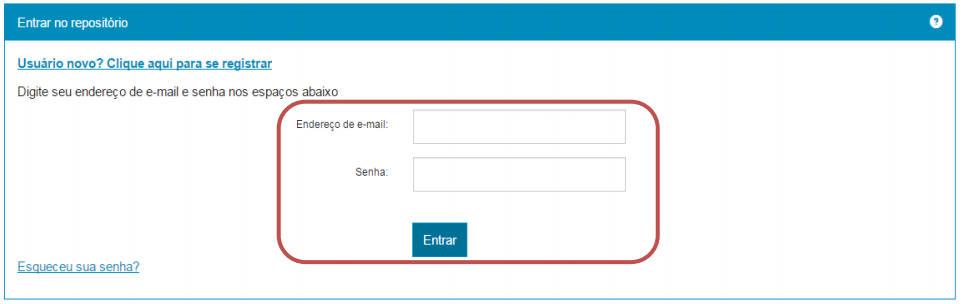 Entrar no repositório
?
Usuário novo? Clique aqui para se registrar
Digite seu endereço de e-mail e senha nos espaços abaixo
Endereço de e-mail:
Senha:
Entrar
Esqueceu sua senha?